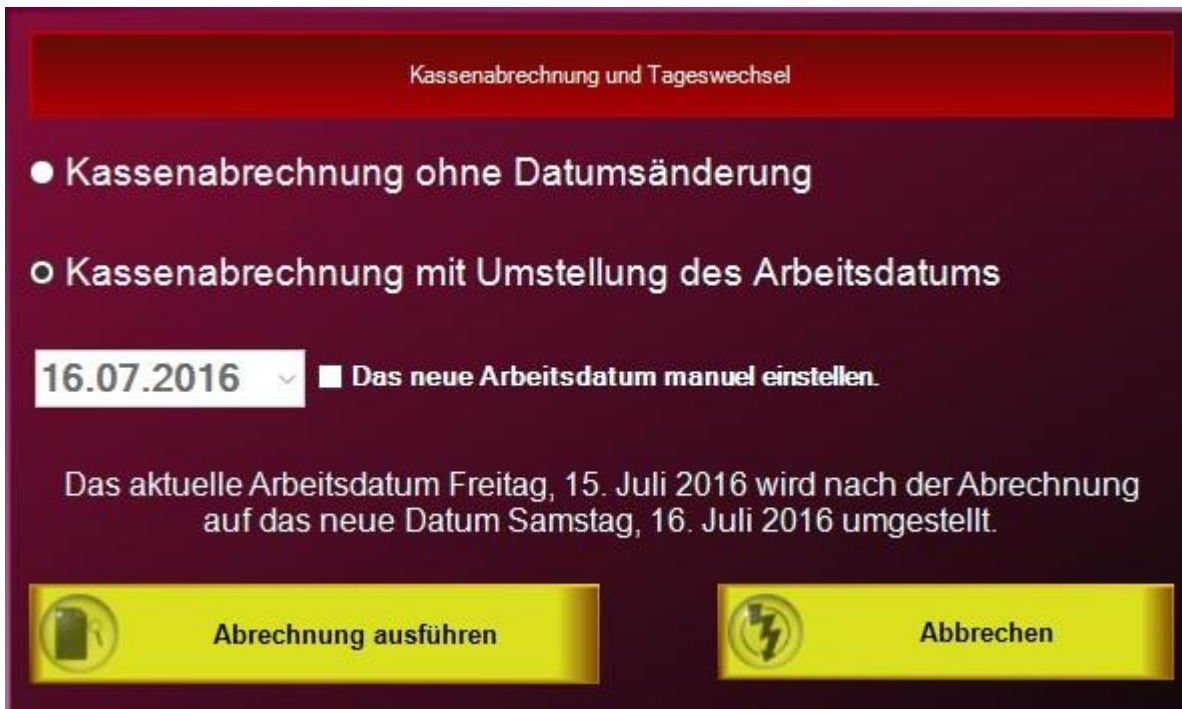 Kassenabrechnung und Tageswechsel
Kassenabrechnung ohne Datumsänderung
Kassenabrechnung mit Umstellung des Arbeitsdatums
16.07.2016 Das neue Arbeitsdatum manuel einstellen.
Das aktuelle Arbeitsdatum Freitag, 15. Juli 2016 wird nach der Abrechnung
auf das neue Datum Samstag, 16. Juli 2016 umgestellt.
Abrechnung ausführen Abbrechen